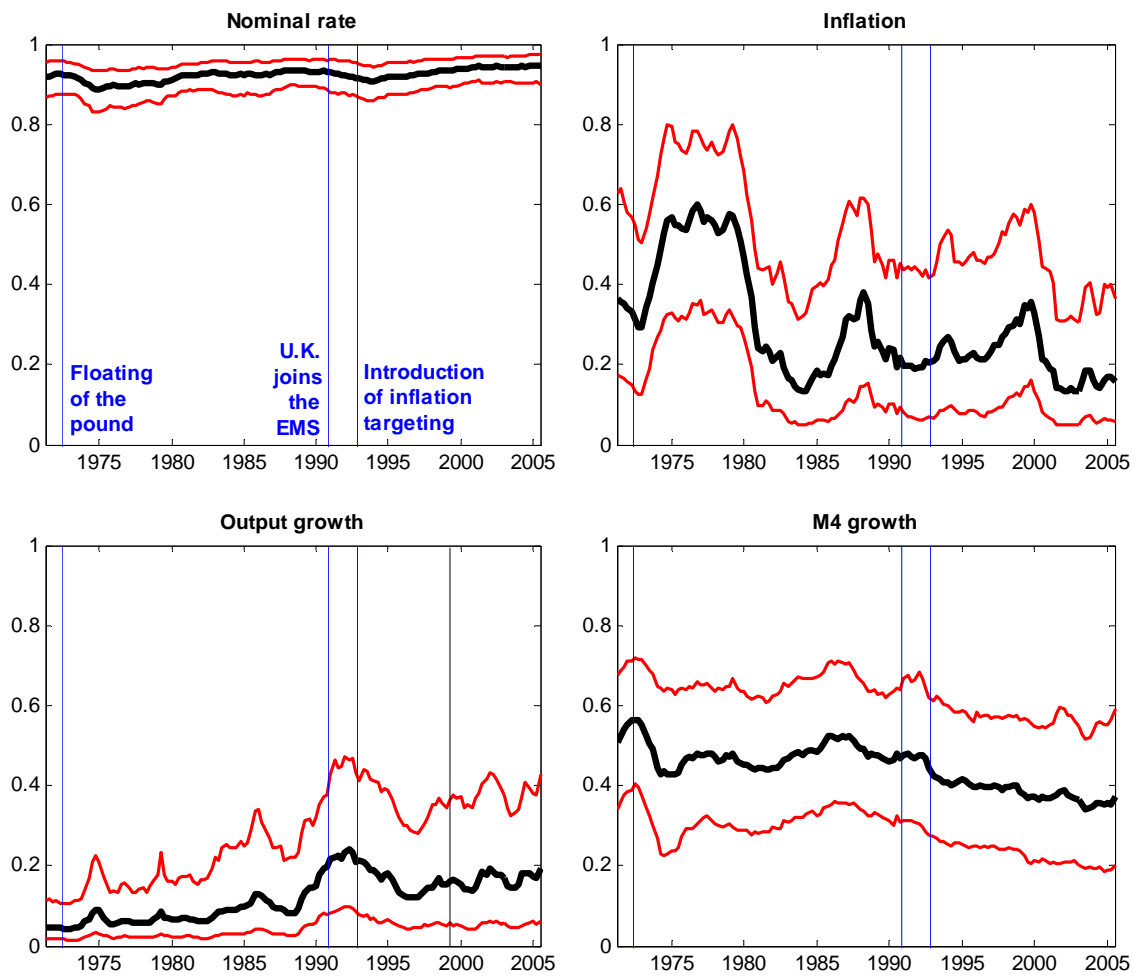 Nominal rate
1
0.8
0.6
0.4
0.2
0
Floating
of the
pound
U.K.
joins
the
EMS
Introduction
of inflation
targeting
1975 1980 1985 1990 1995 2000 2005
Inflation
1
0.8
0.6
0.4
0.2
0
1975 1980 1985 1990 1995 2000 2005
Output growth
1
0.8
0.6
0.4
0.2
0
1975 1980 1985 1990 1995 2000 2005
M4 growth
1
0.8
0.6
0.4
0.2
0
1975 1980 1985 1990 1995 2000 2005